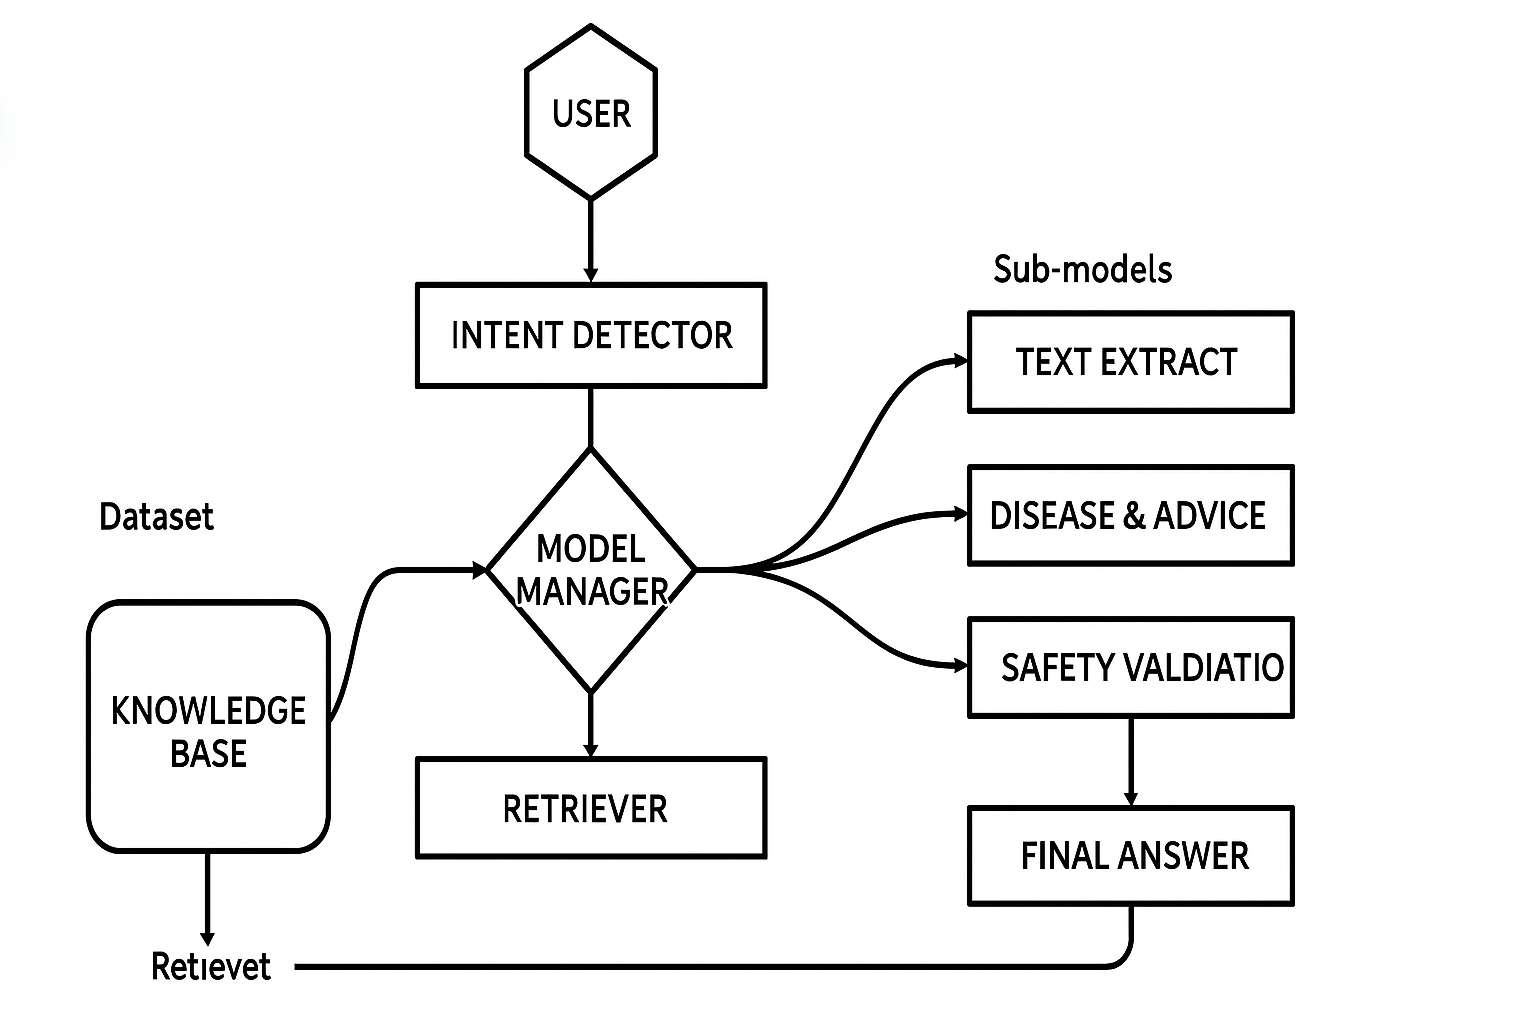 USER
INTENT DETECTOR
Sub-models
TEXT EXTRACT
DISEASE & ADVICE
SAFETY VALDIATIO
FINAL ANSWER
MODEL
MANAGER
Dataset
KNOWLEDGE
BASE
RETRIEVER
Retıevet